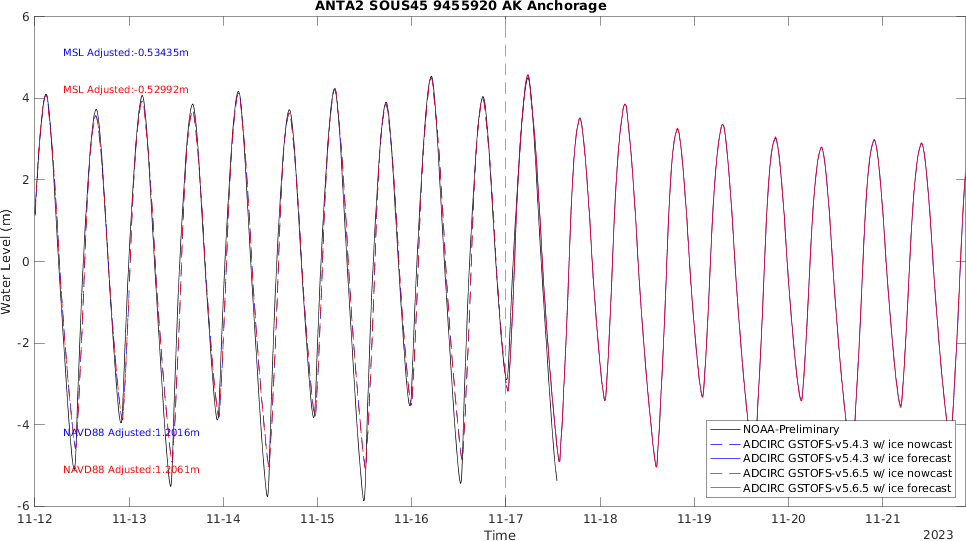 ANTA2 SOUS45 9455920 AK Anchorage
6
MSL Adjusted:-0.53435m
MSL Adjusted:-0.52992m
4
2
0
-2
-4
-6
Water Level (m)
NAVD88 Adjusted:1.2016m
NAVD88 Adjusted:1.2061m
NOAA-Preliminary
ADCIRC GSTOFS-v5.4.3 w/ ice nowcast
ADCIRC GSTOFS-v5.4.3 w/ ice forecast
ADCIRC GSTOFS-v5.6.5 w/ ice nowcast
ADCIRC GSTOFS-v5.6.5 w/ ice forecast
11-12 11-13 11-14 11-15 11-16 11-17 11-18 11-19 11-20 11-21
Time
2023